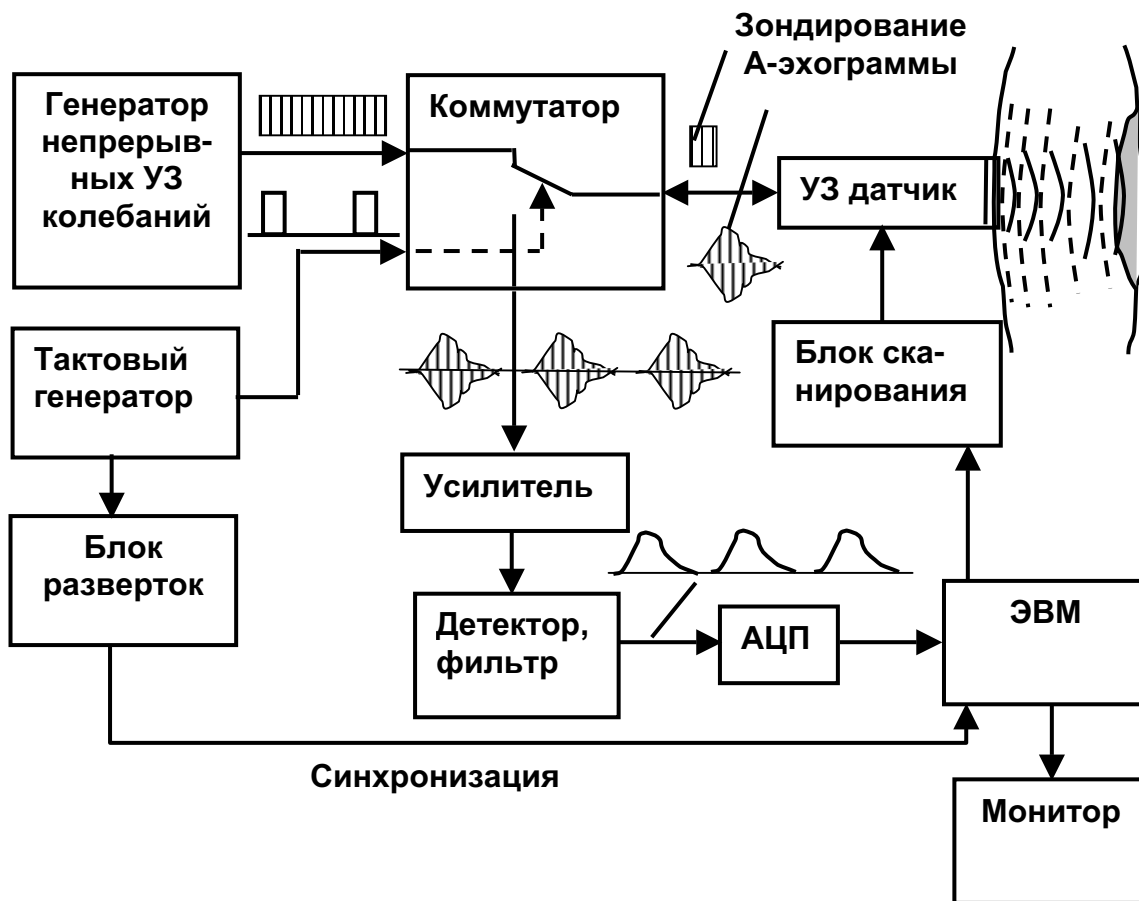 Зондирование
А-эхограммы
Генератор
непрерыв-
ных УЗ
колебаний
Коммутатор
УЗ датчик
Тактовый
генератор
Блок ска-
нирования
Усилитель
Блок
разверток
Детектор,
фильтр
АЦП
ЭВМ
Синхронизация
Монитор